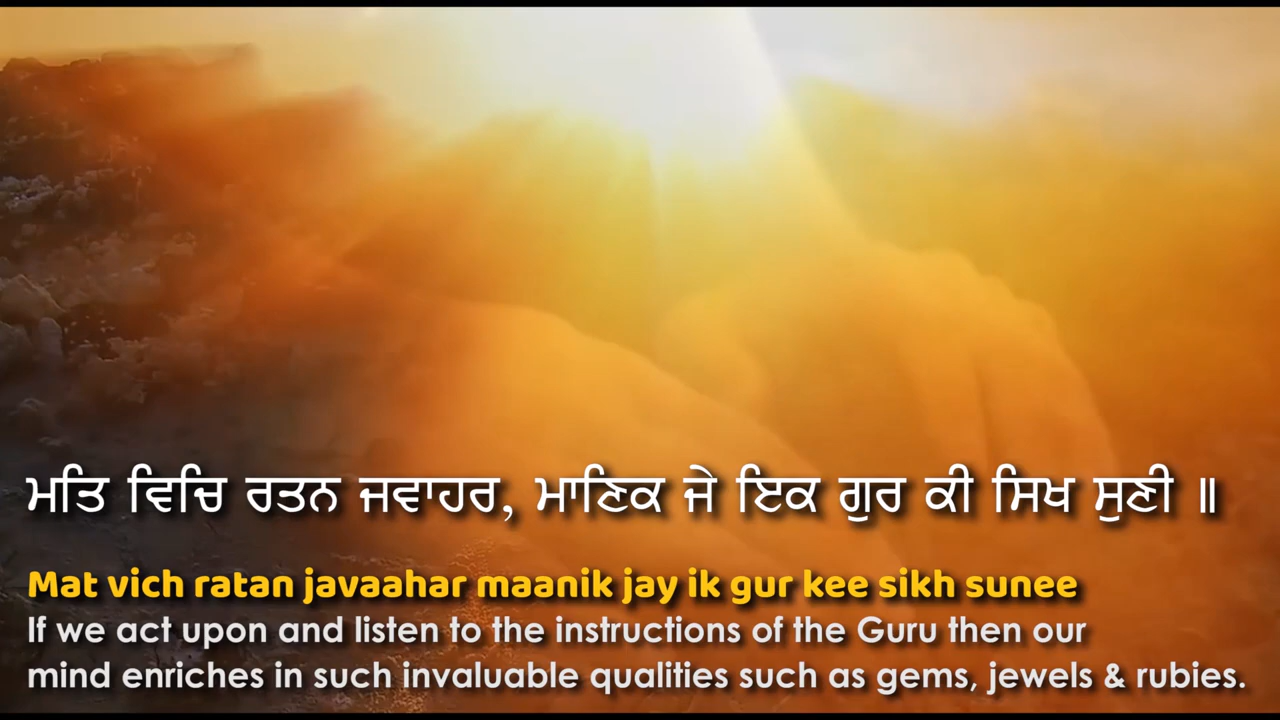 ਮਤਿ ਵਿਚਿ ਰਤਨ ਜਵਾਹਰ, ਮਾਣਿਕ ਜੇ ਇਕ ਗੁਰ ਕੀ ਸਿਖ ਸੁਣੀ ॥
Mat vich ratan javaahar maanik jay ik gur kee sikh sunee
If we act upon and listen to the instructions of the Guru then our
mind enriches in such invaluable qualities such as gems, jewels & rubies.